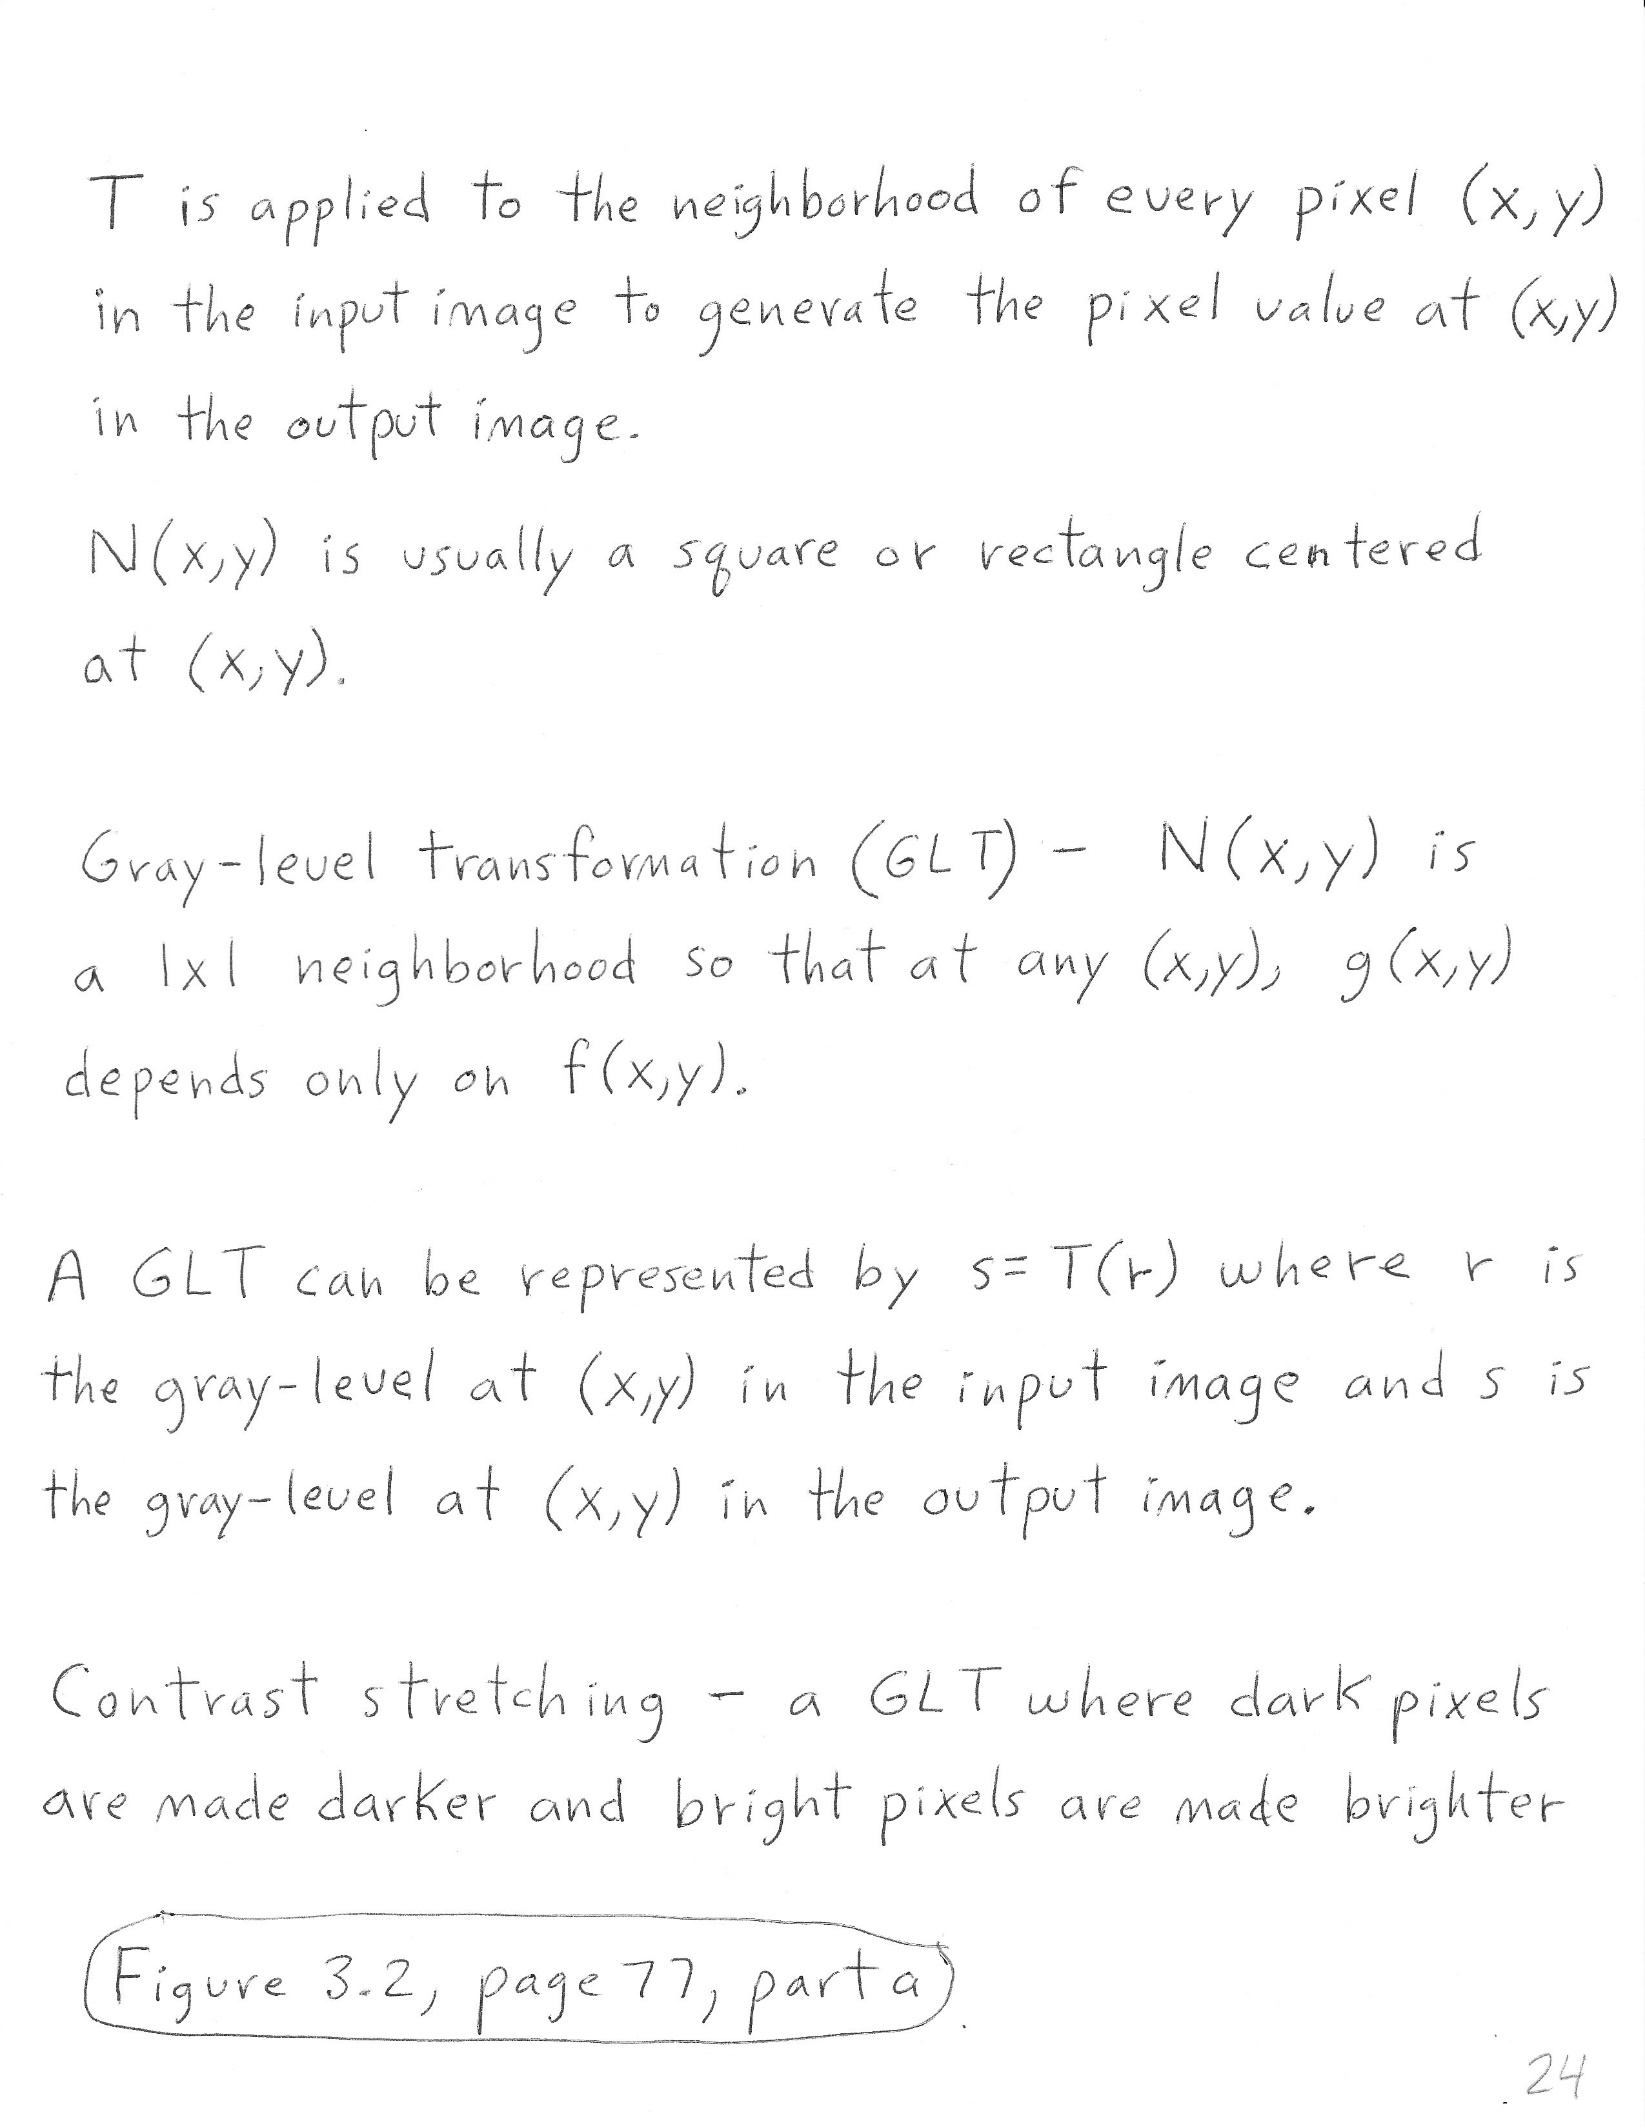 T is applied to the neighborhood of every pixel (x,y)
in the input image to generate the pixel value at (x,y)
in the output image.
N(x,y) is usually a square or rectangle centered
at (x,y).
Gray-level transformation (GLT) - N(x,y) is
a 1x1 neighborhood so that at any (x,y), g(x,y)
depends only on f(x,y).
A GLT can be represented by s=T(r) where r is
the gray-level at (x,y) in the input image and s is
the gray-level at (x,y) in the output image.
Contrast stretching - a GLT where dark pixels
are made darker and bright pixels are made brighter
Figure 3.2, page 77, part a
24